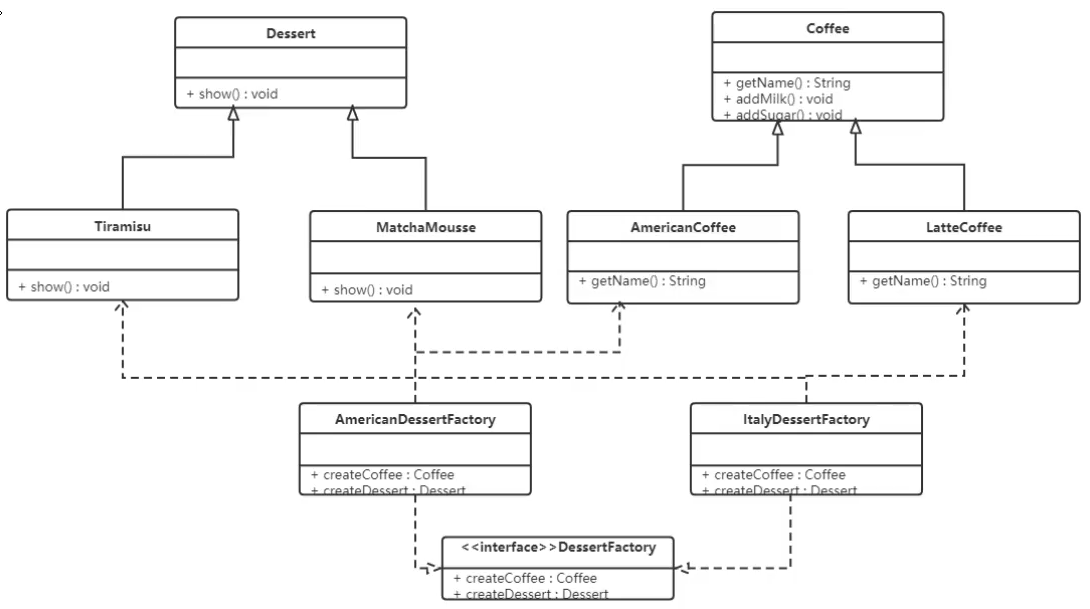 Dessert
+ show() : void
Coffee
+ getName() : String
+ addMilk() : void
+ addSugar() : void
Tiramisu
+ show() : void
MatchaMousse
+ show() : void
AmericanCoffee
+ getName() : String
LatteCoffee
+ getName() : String
AmericanDessertFactory
+ createCoffee : Coffee
+ createDessert : Dessert
ItalyDessertFactory
+ createCoffee : Coffee
+ createDessert : Dessert
<<interface>>DessertFactory
+ createCoffee : Coffee
+ createDessert : Dessert